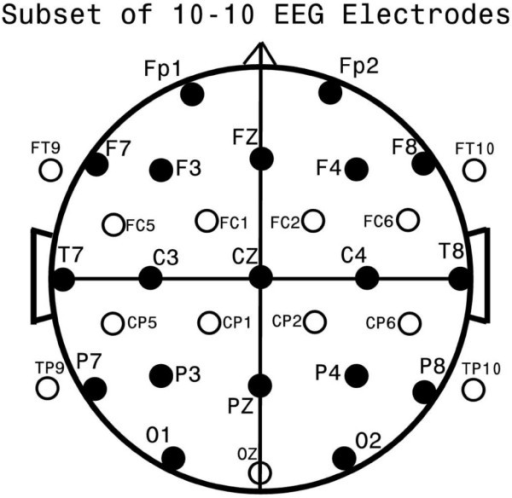 Subset of 10-10 EEG Electrodes
Fp1 Fp2
FT9 F7 F3 FZ F4 F8 FT10
FC5 FC1 FC2 FC6
T7 C3 CZ C4 T8
CP5 CP1 CP2 CP6
TP9 P7 P3 PZ P4 P8 TP10
O1 OZ O2